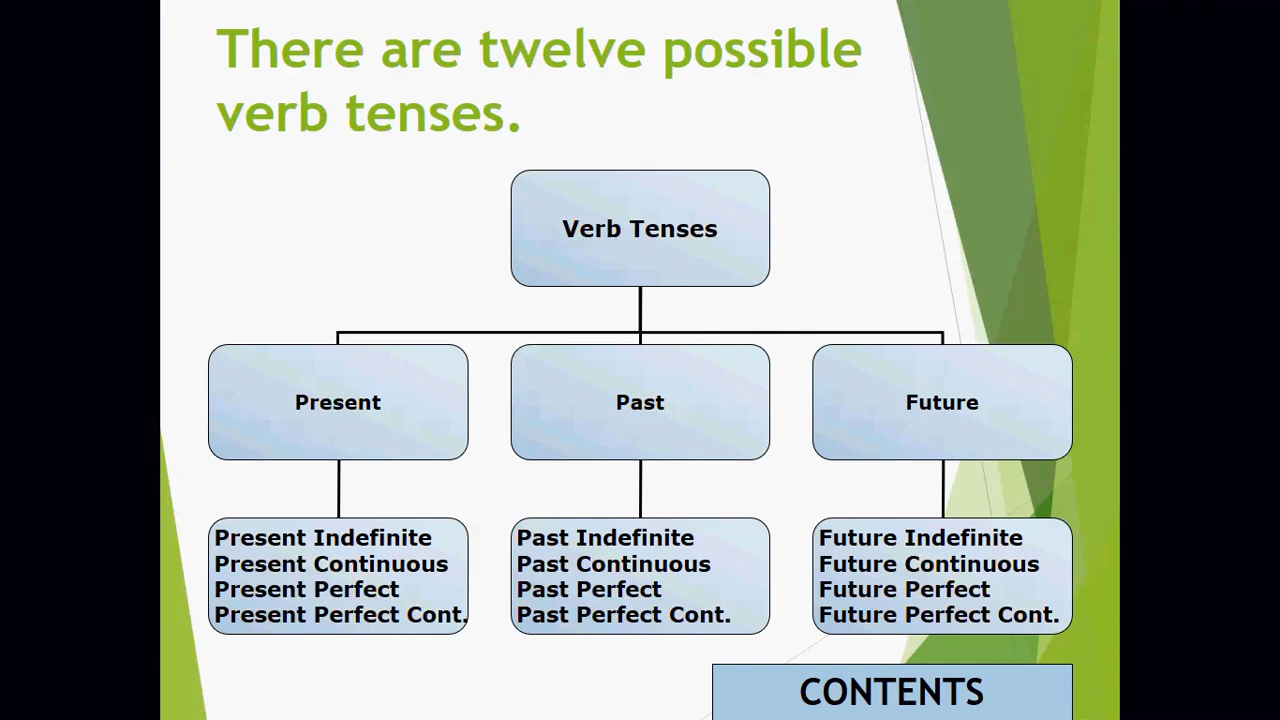 There are twelve possible
verb tenses.
Verb Tenses
Present
Past
Future
Present Indefinite
Present Continuous
Present Perfect
Present Perfect Cont.
Past Indefinite
Past Continuous
Past Perfect
Past Perfect Cont.
Future Indefinite
Future Continuous
Future Perfect
Future Perfect Cont.
CONTENTS